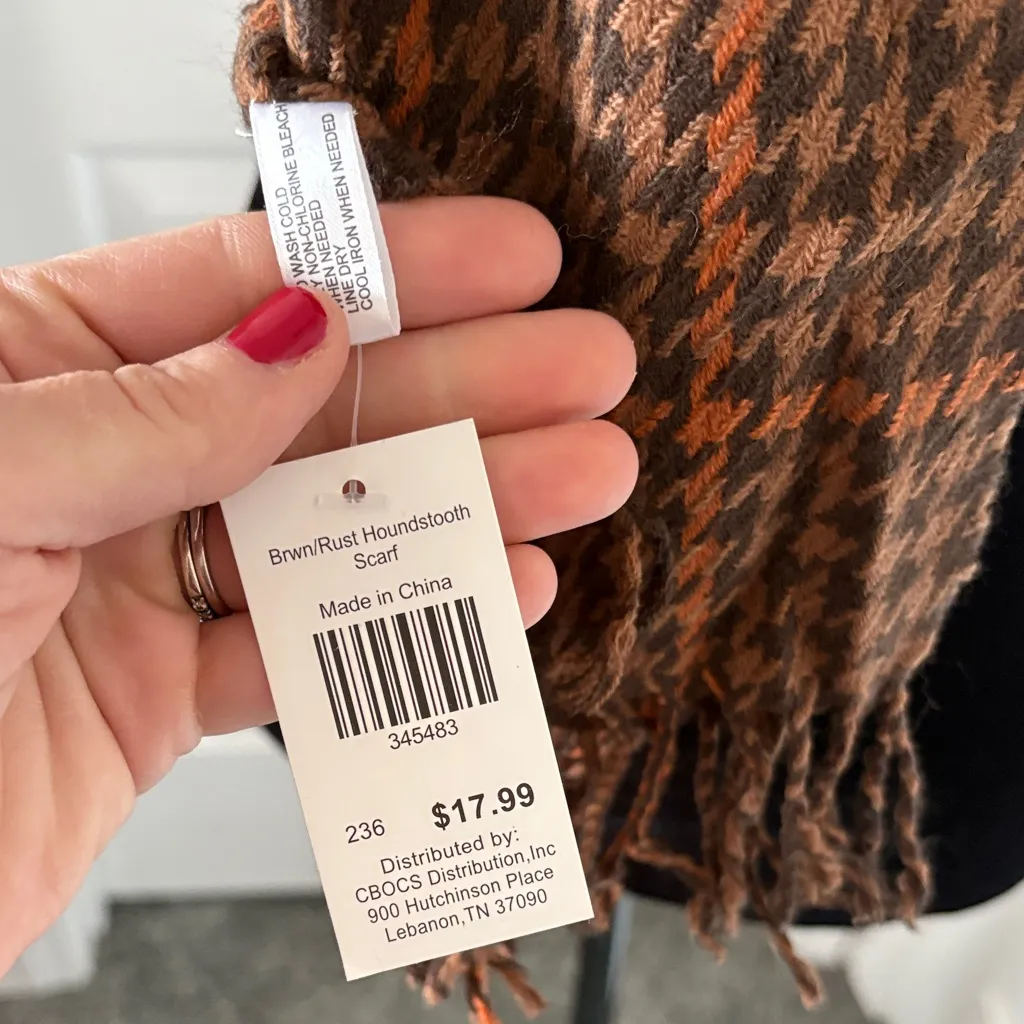 WASH COLD
NON-CHLORINE BLEACH
WHEN NEEDED
LINE DRY
COOL IRON WHEN NEEDED
Brwn/Rust Houndstooth
Scarf
Made in China
345483
236 $17.99
Distributed by:
CBOCS Distribution,Inc
900 Hutchinson Place
Lebanon,TN 37090